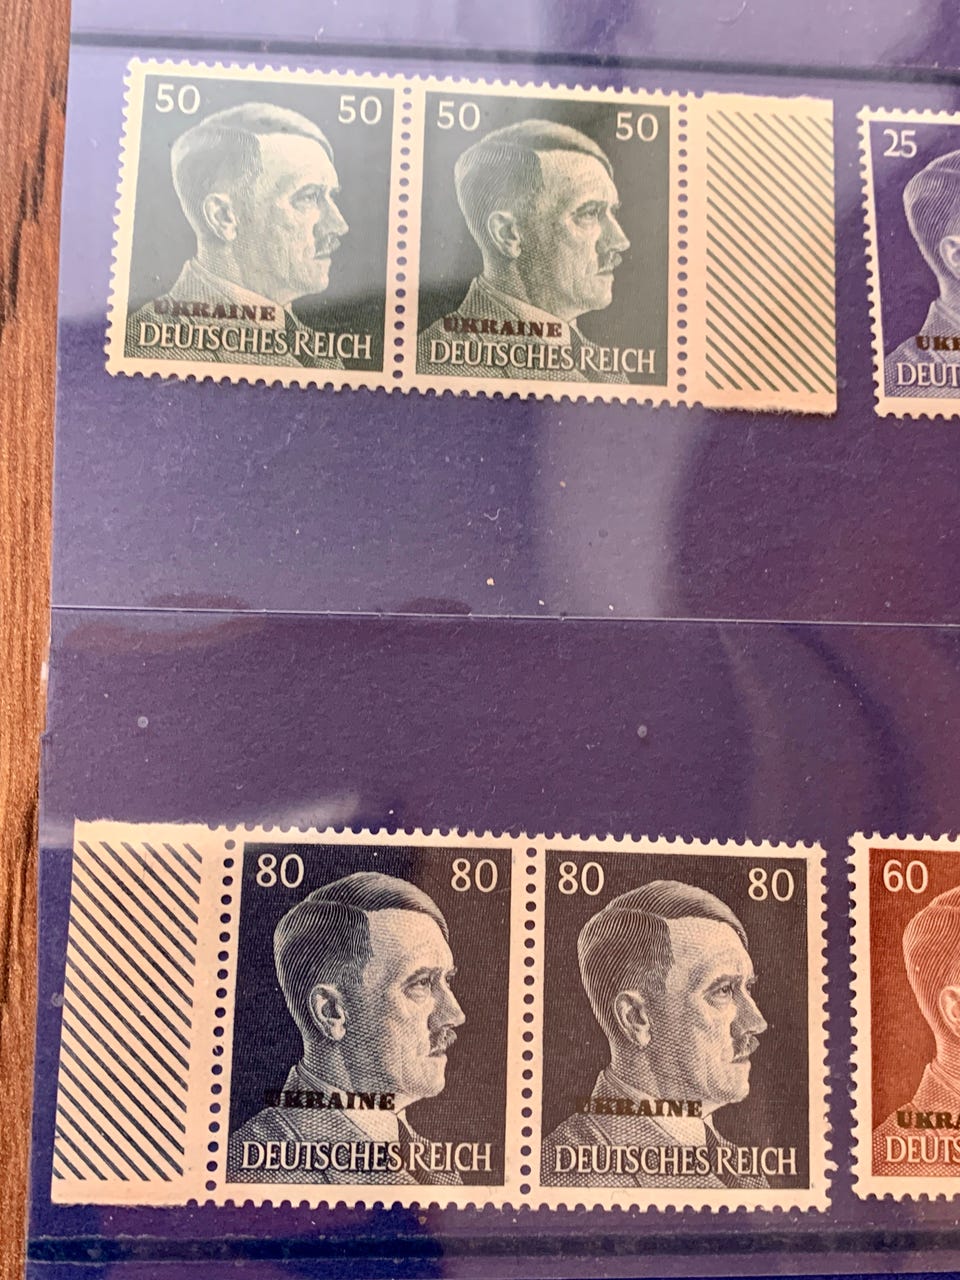 50 50
UKRAINE
DEUTSCHES REICH
50 50
UKRAINE
DEUTSCHES REICH
25
80 80
UKRAINE
DEUTSCHES REICH
80 80
UKRAINE
DEUTSCHES REICH
60